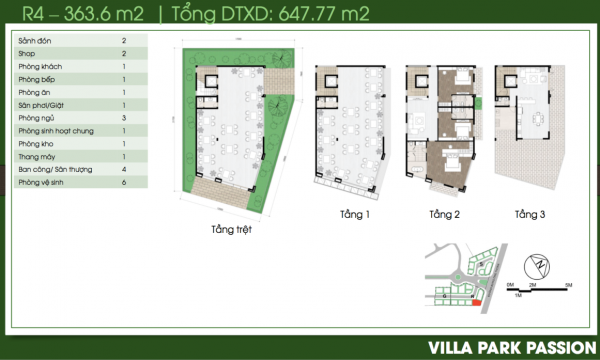 R4 – 363.6 m2 | Tổng DTXD: 647.77 m2
Sảnh đón 2
Shop 2
Phòng khách 1
Phòng bếp 1
Phòng ăn 1
Sân phơi/Giặt 1
Phòng ngủ 3
Phòng sinh hoạt chung 1
Phòng kho 1
Thang máy 1
Ban công/ Sân thượng 4
Phòng vệ sinh 6
Tầng trệt
Tầng 1
Tầng 2
Tầng 3
0M 2M 5M
1M
VILLA PARK PASSION